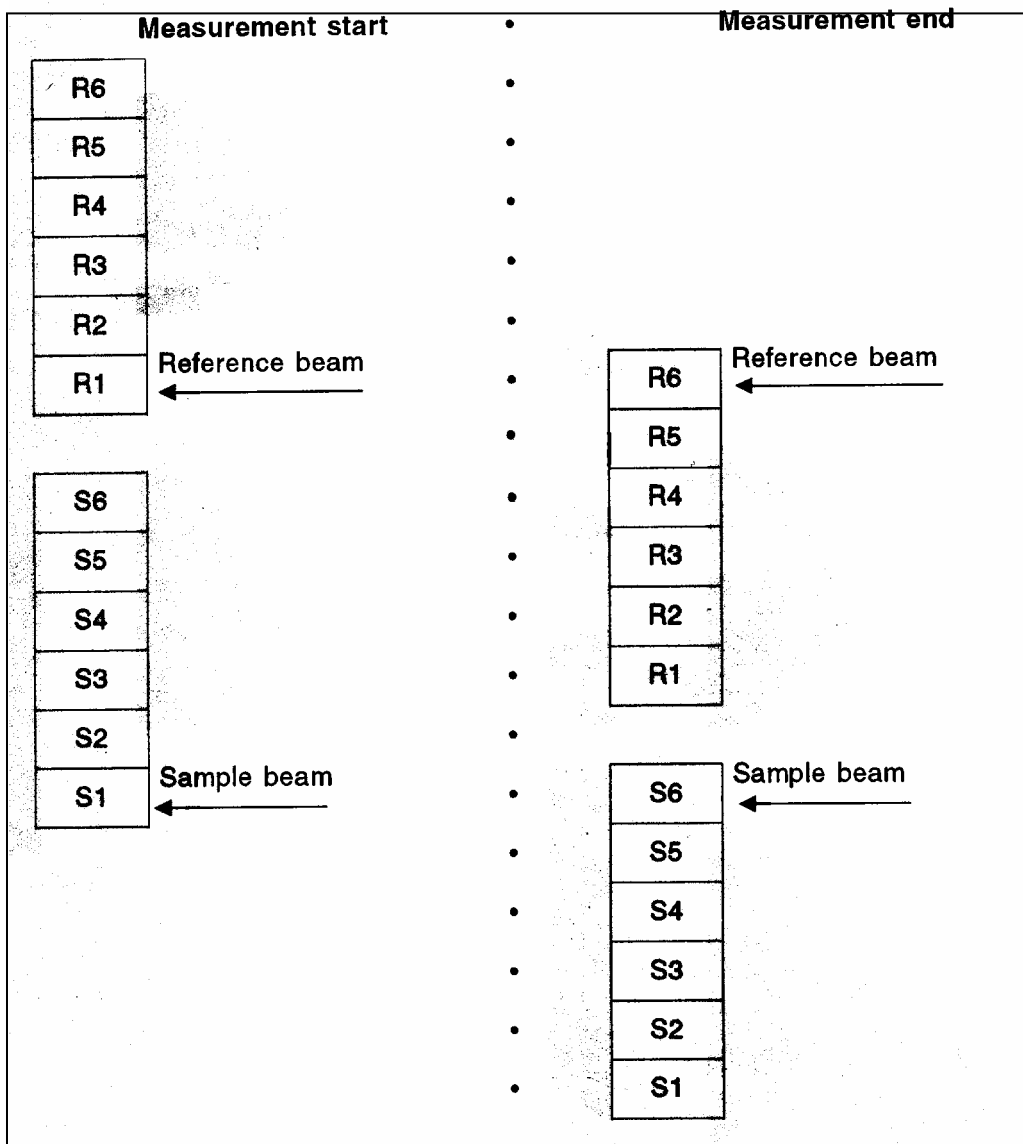 Measurement start
Measurement end
R6
R5
R4
R3
R2
R1
Reference beam
S6
S5
S4
S3
S2
S1
Sample beam
R6
Reference beam
R5
R4
R3
R2
R1
S6
Sample beam
S5
S4
S3
S2
S1